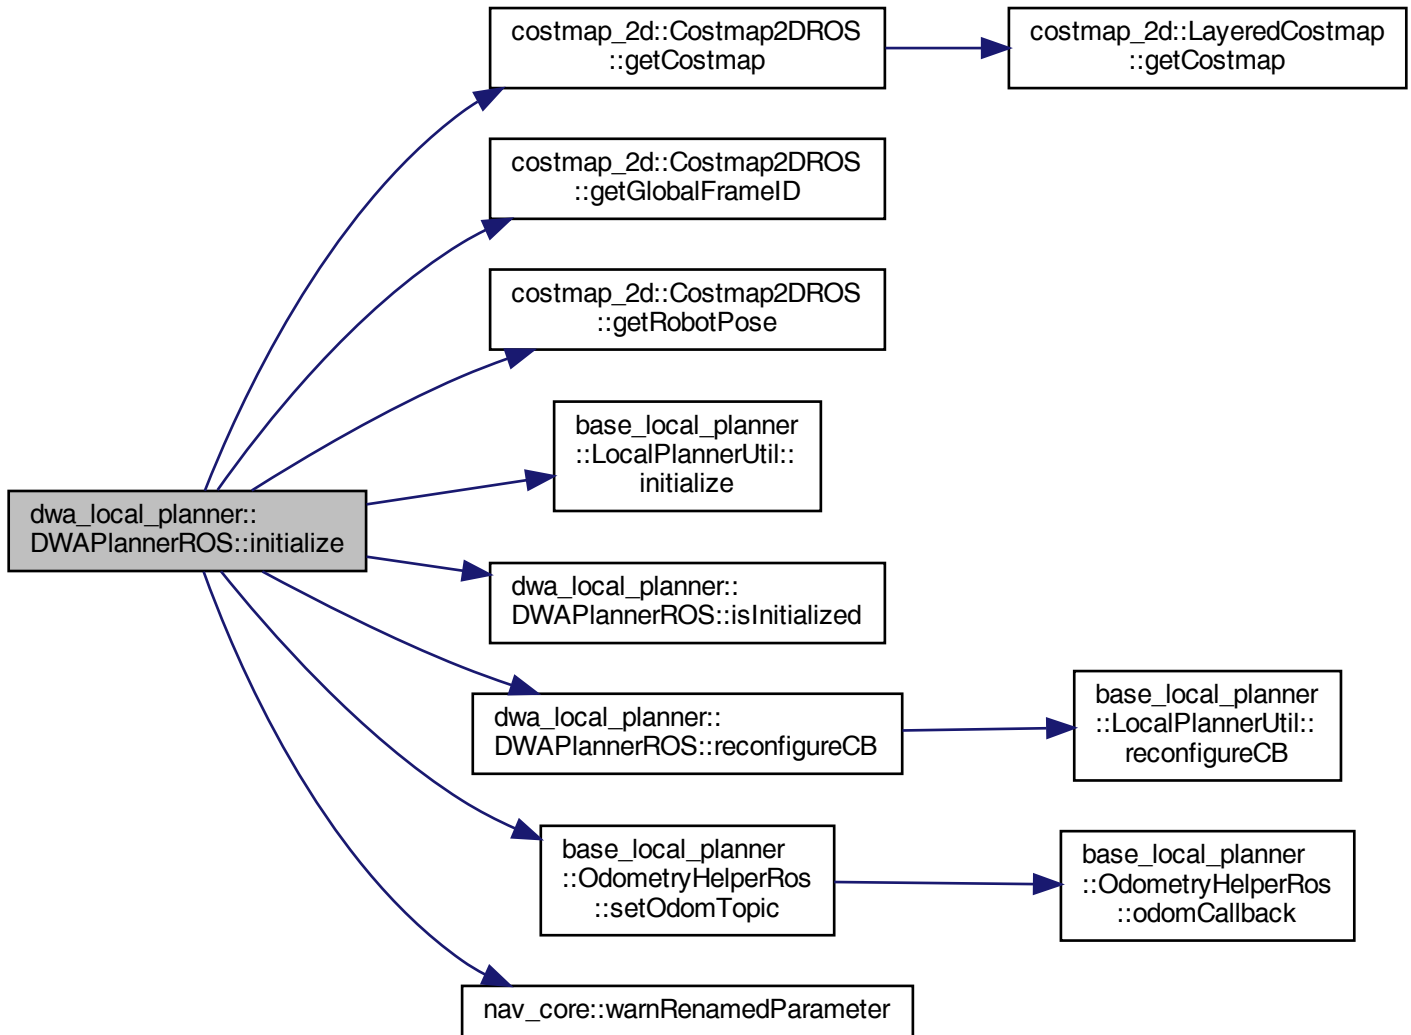 costmap_2d::Costmap2DROS
::getCostmap
costmap_2d::LayeredCostmap
::getCostmap
costmap_2d::Costmap2DROS
::getGlobalFrameID
costmap_2d::Costmap2DROS
::getRobotPose
base_local_planner
::LocalPlannerUtil::
initialize
dwa_local_planner::
DWAPlannerROS::initialize
dwa_local_planner::
DWAPlannerROS::isInitialized
dwa_local_planner::
DWAPlannerROS::reconfigureCB
base_local_planner
::LocalPlannerUtil::
reconfigureCB
base_local_planner
::OdometryHelperRos
::setOdomTopic
base_local_planner
::OdometryHelperRos
::odomCallback
nav_core::warnRenamedParameter